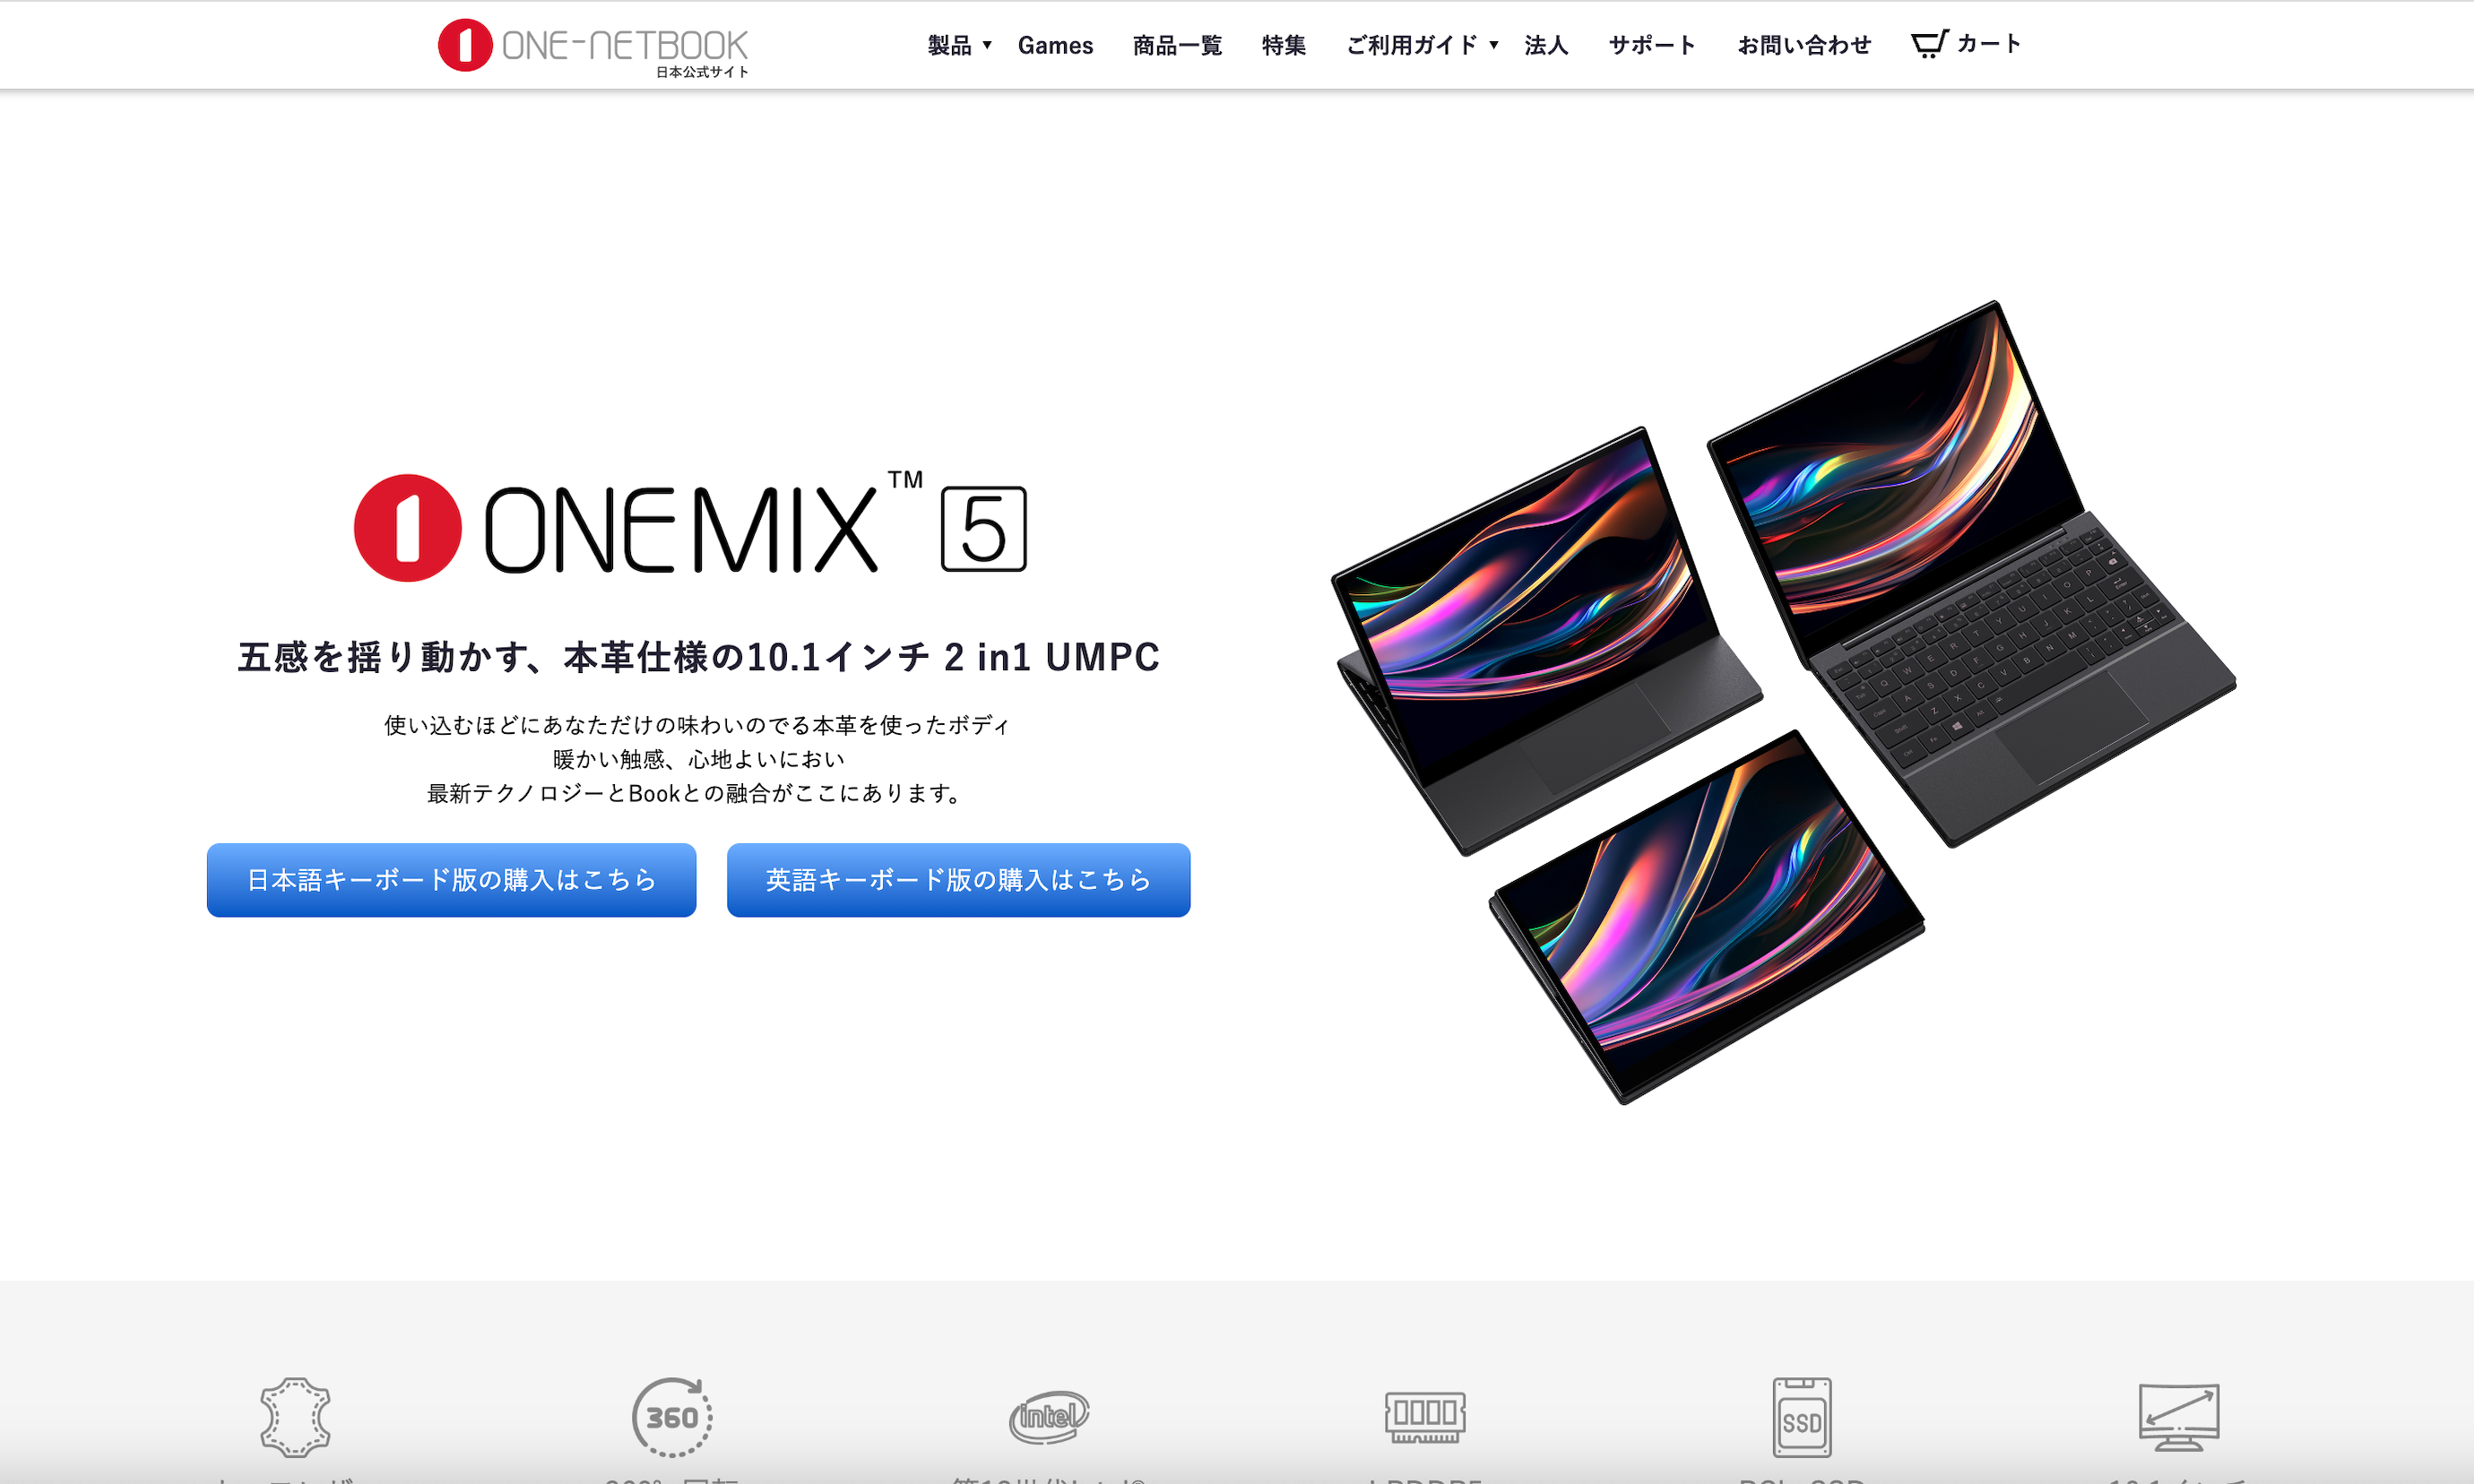 ONE-NETBOOK
日本公式サイト
製品 ▼ Games 商品一覧 特集 ご利用ガイド ▼ 法人 サポート お問い合わせ カート
ONEMIX™ 5
五感を揺り動かす、本革仕様の10.1インチ 2 in1 UMPC
使い込むほどにあなただけの味わいのでる本革を使ったボディ
暖かい触感、心地よいにおい
最新テクノロジーとBookとの融合がここにあります。
日本語キーボード版の購入はこちら
英語キーボード版の購入はこちら
360
intel
SSD